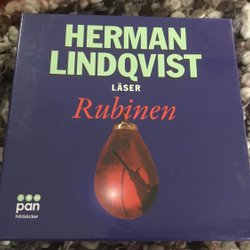 HERMAN
LINDQVIST
LÄSER
Rubinen
pan
hörböcker